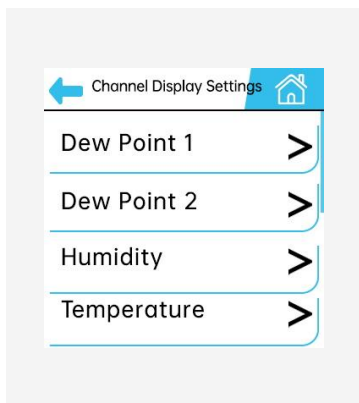 Channel Display Settings
Dew Point 1
Dew Point 2
Humidity
Temperature